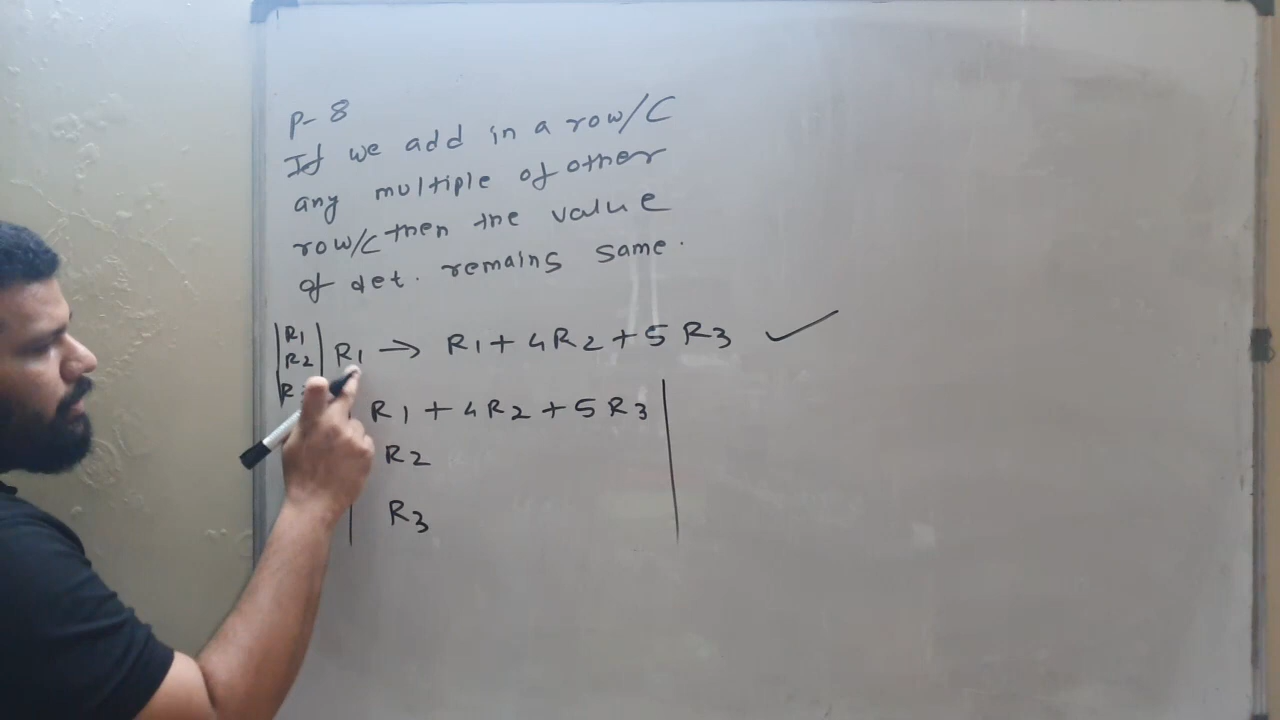 P-8
If we add in a row/C
any multiple of other
row/C then the value
of det. remains same.
|R1| R1 → R1 + 4R2 + 5R3 ✓
|R2|
|R
R1 + 4R2 + 5R3|
R2
R3